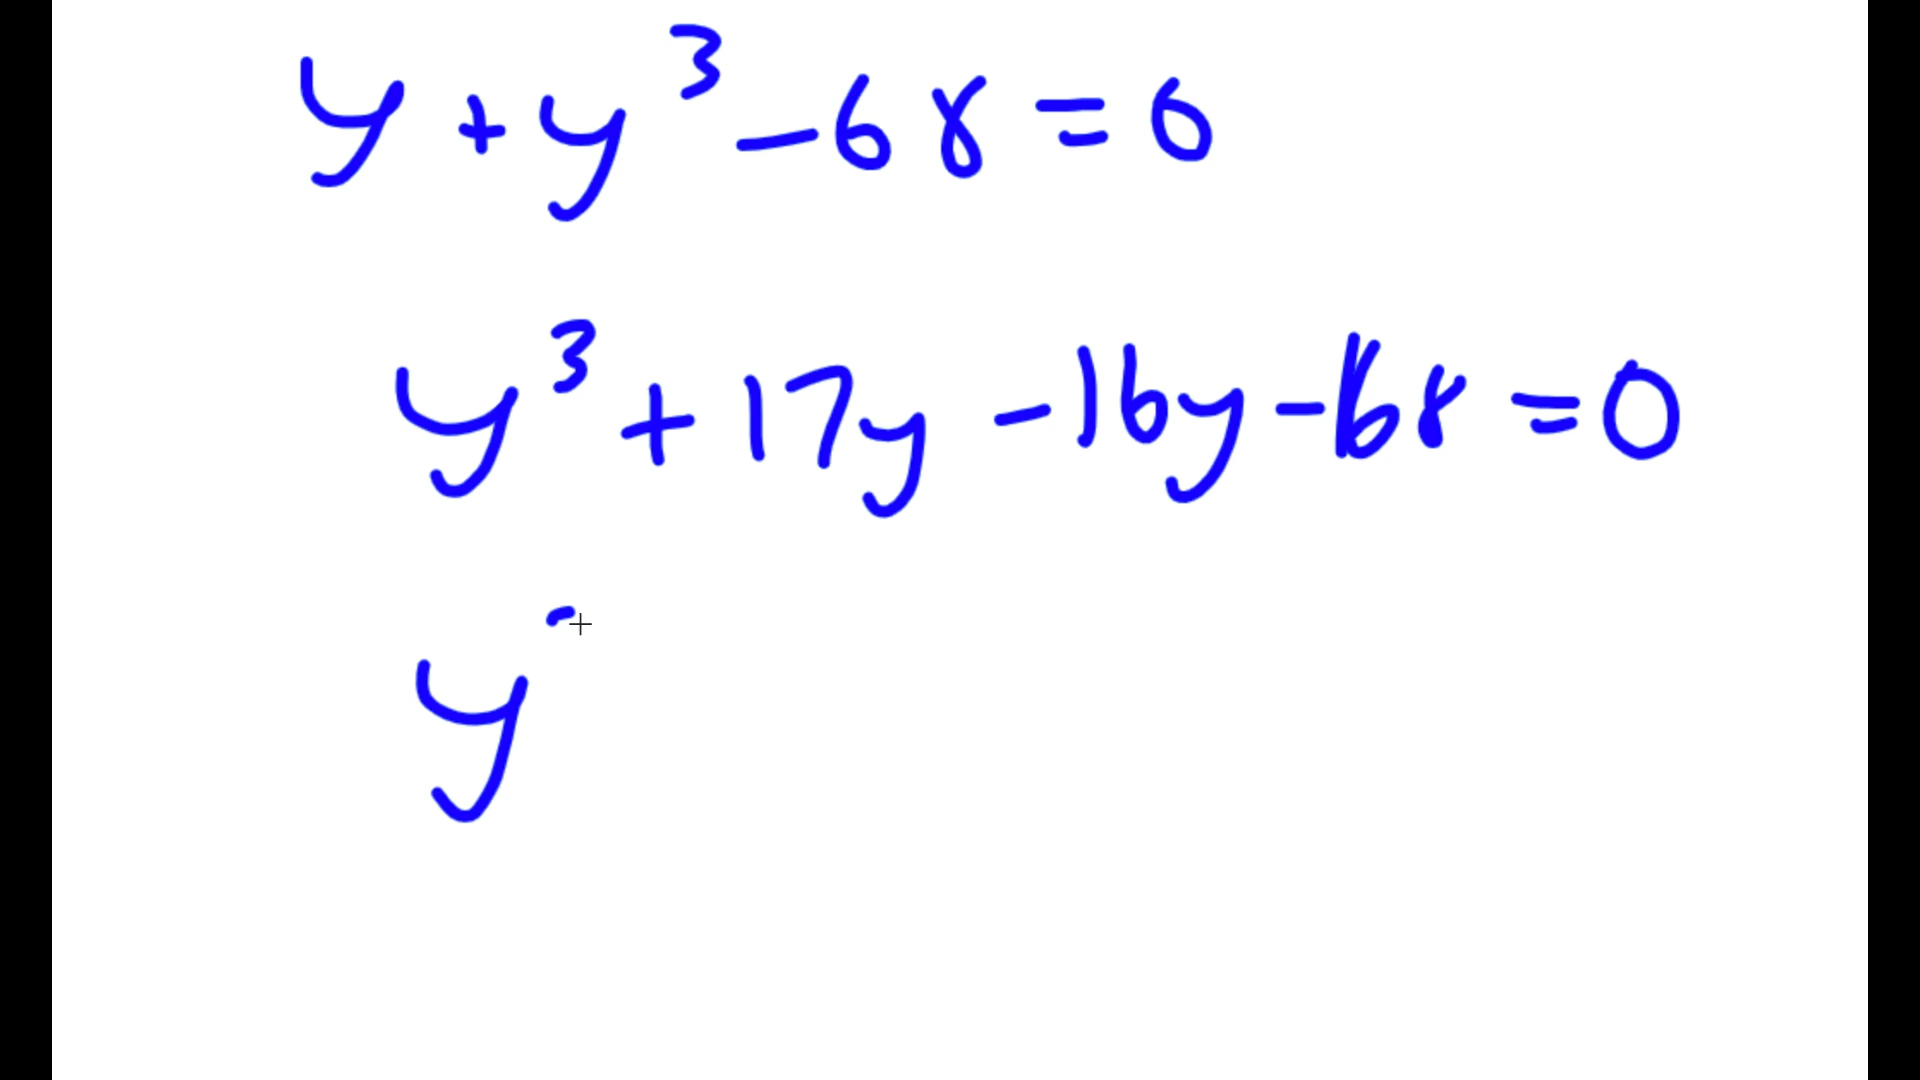 y + y³ - 68 = 0
y³ + 17y - 16y - 68 = 0
y